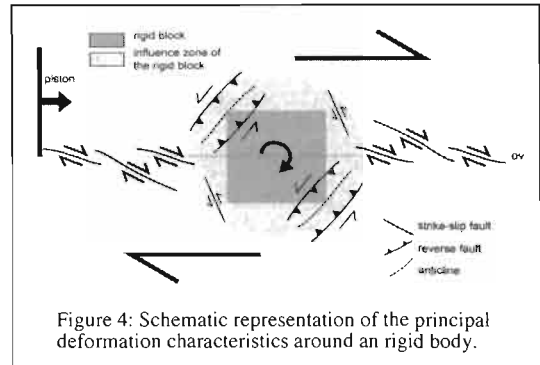 rigid block
influence zone of
the rigid block
piston
ov
strike-slip fault
reverse fault
anticline
Figure 4: Schematic representation of the principal
deformation characteristics around an rigid body.